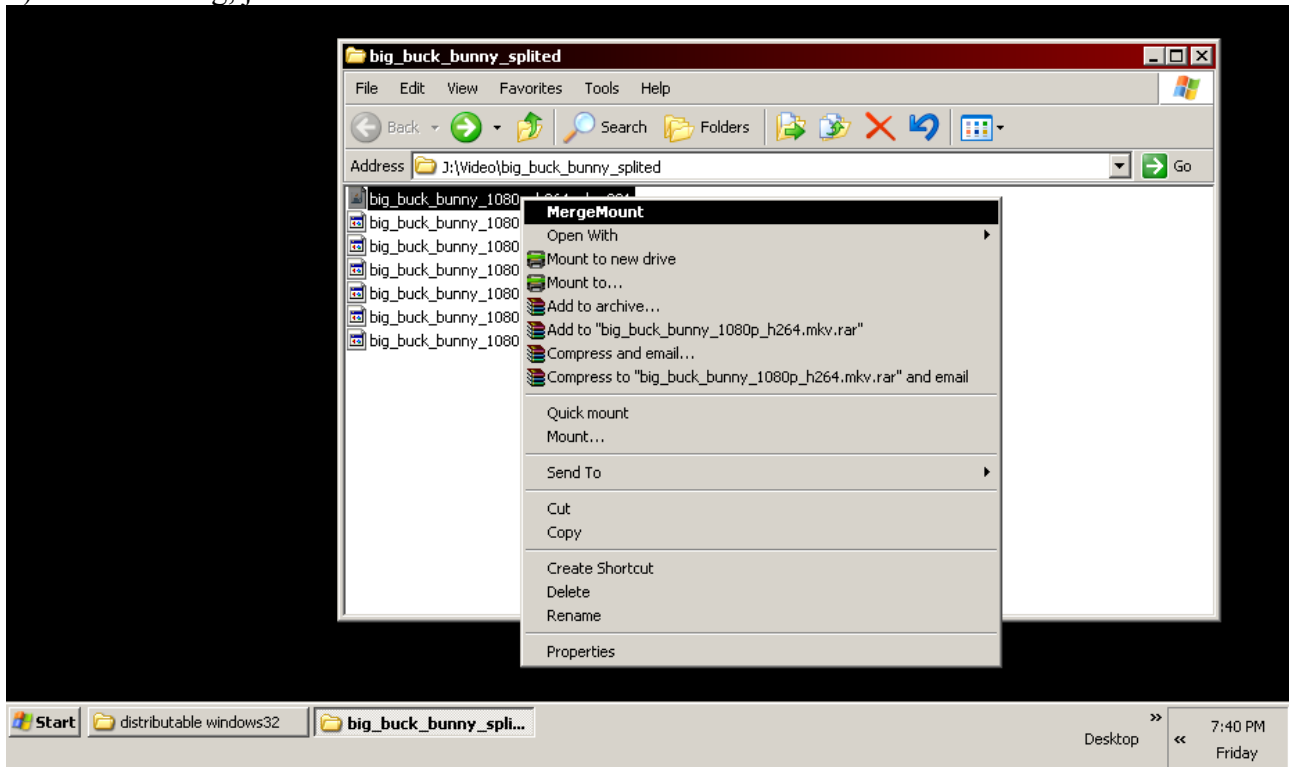 big_buck_bunny_splited
File Edit View Favorites Tools Help
Back Search Folders
Address J:\Video\big_buck_bunny_splited Go
big_buck_bunny_1080
big_buck_bunny_1080
big_buck_bunny_1080
big_buck_bunny_1080
big_buck_bunny_1080
big_buck_bunny_1080
big_buck_bunny_1080
MergeMount
Open With
Mount to new drive
Mount to...
Add to archive...
Add to "big_buck_bunny_1080p_h264.mkv.rar"
Compress and email...
Compress to "big_buck_bunny_1080p_h264.mkv.rar" and email
Quick mount
Mount...
Send To
Cut
Copy
Create Shortcut
Delete
Rename
Properties
Start distributable windows32 big_buck_bunny_spli... Desktop 7:40 PM
Friday